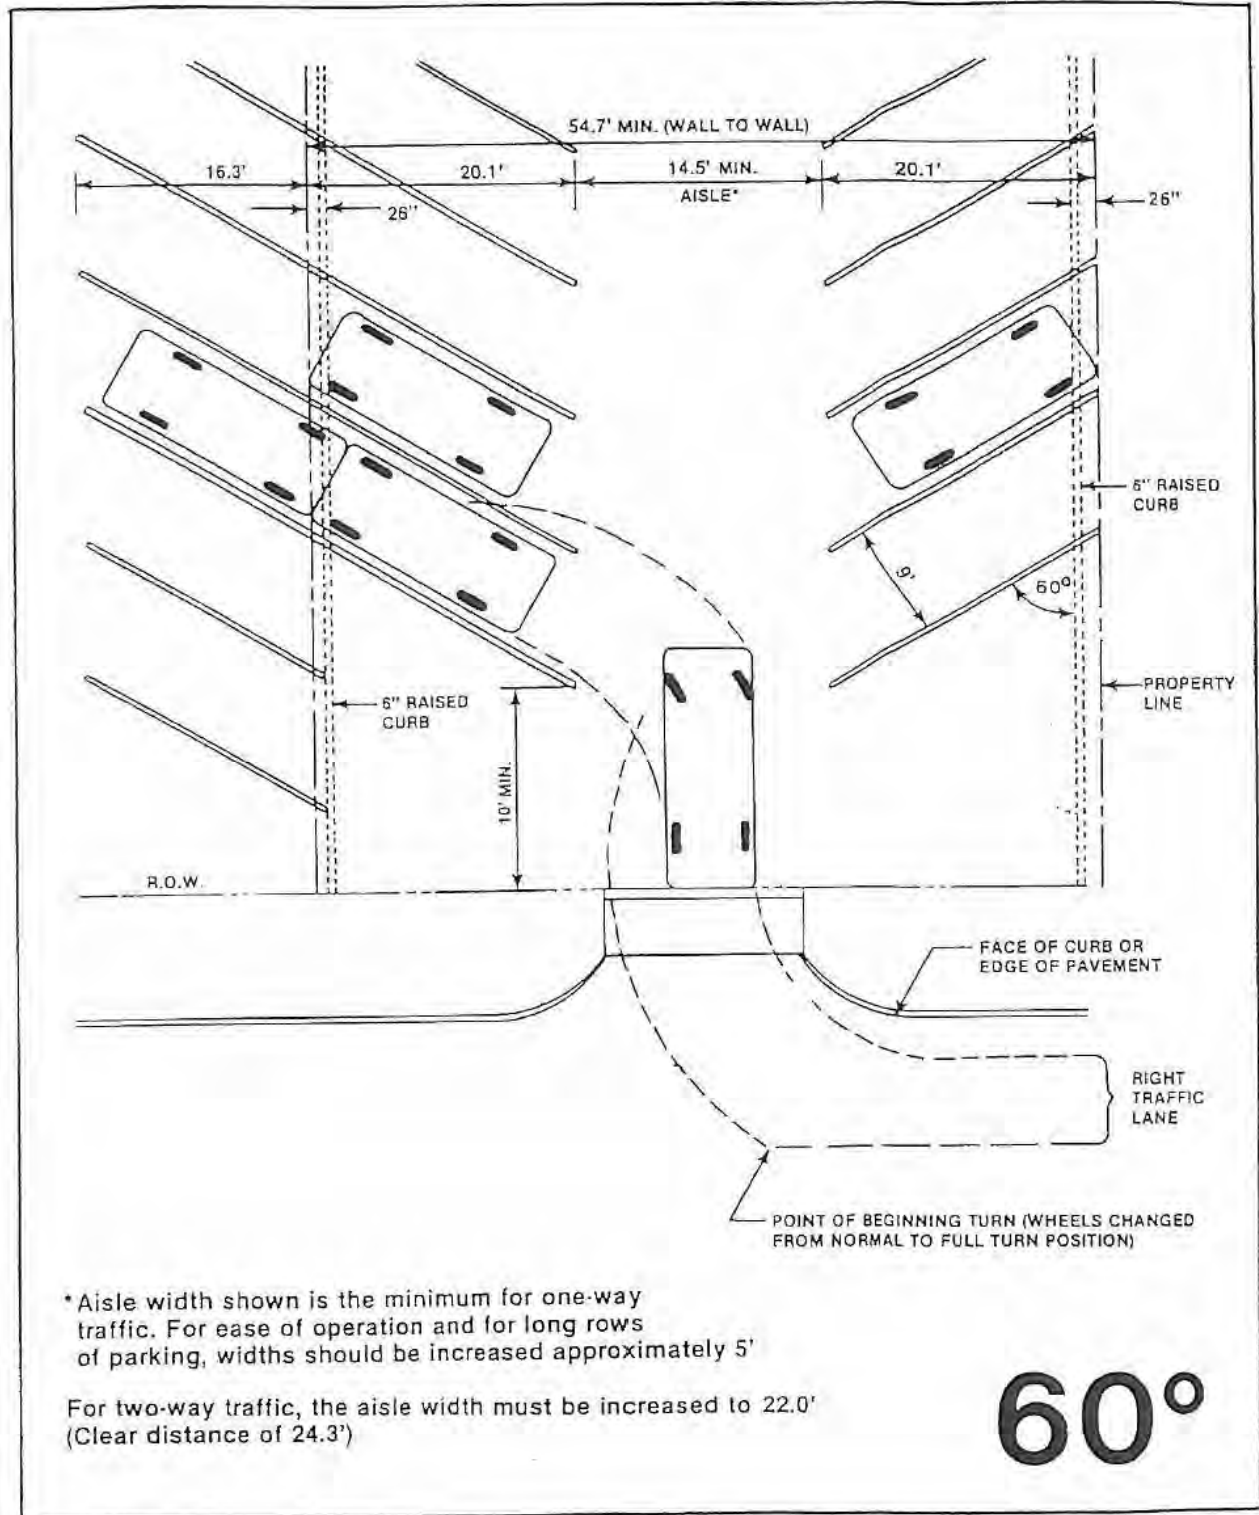 54.7' MIN. (WALL TO WALL)
16.3'
20.1'
14.5' MIN.
AISLE*
20.1'
26"
26"
6" RAISED
CURB
9'
60°
PROPERTY
LINE
6" RAISED
CURB
10' MIN.
R.O.W.
FACE OF CURB OR
EDGE OF PAVEMENT
RIGHT
TRAFFIC
LANE
POINT OF BEGINNING TURN (WHEELS CHANGED
FROM NORMAL TO FULL TURN POSITION)
*Aisle width shown is the minimum for one-way
traffic. For ease of operation and for long rows
of parking, widths should be increased approximately 5'
For two-way traffic, the aisle width must be increased to 22.0'
(Clear distance of 24.3')
60°